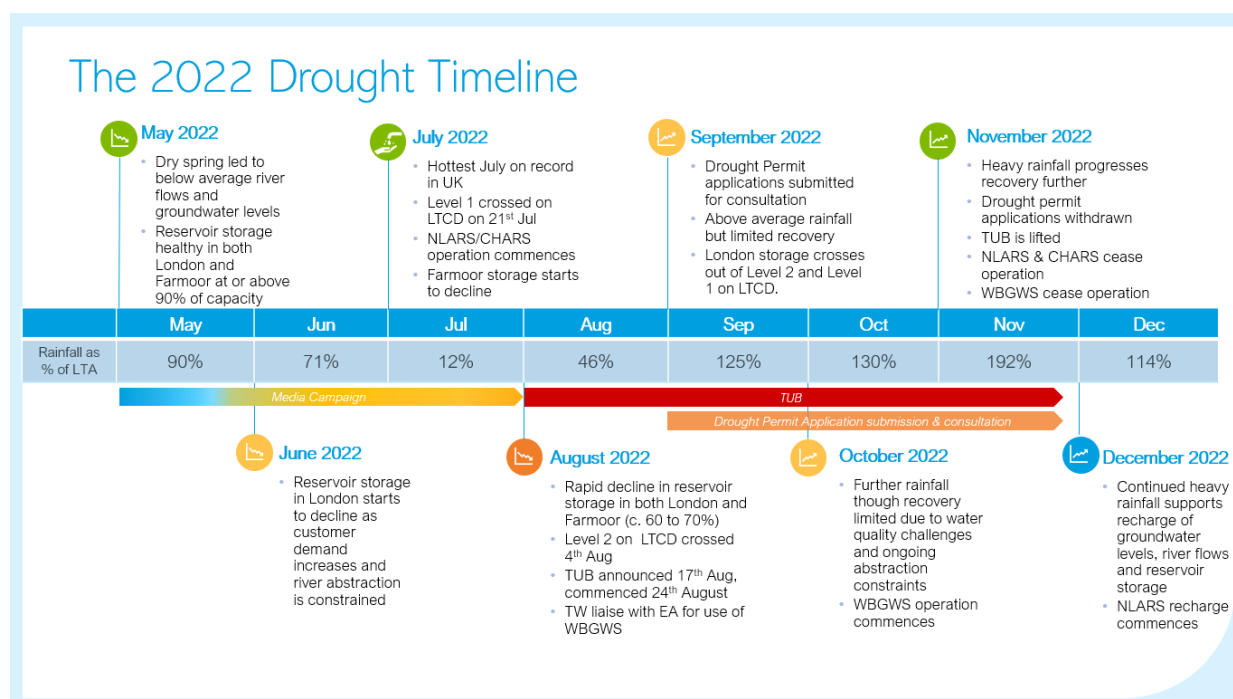 The 2022 Drought Timeline
May 2022
• Dry spring led to
below average river
flows and
groundwater levels
• Reservoir storage
healthy in both
London and
Farmoor at or above
90% of capacity
July 2022
• Hottest July on record
in UK
• Level 1 crossed on
LTCD on 21st Jul
• NLARS/CHARS
operation commences
• Farmoor storage starts
to decline
September 2022
• Drought Permit
applications submitted
for consultation
• Above average rainfall
but limited recovery
• London storage crosses
out of Level 2 and Level
1 on LTCD.
November 2022
• Heavy rainfall progresses
recovery further
• Drought permit
applications withdrawn
• TUB is lifted
• NLARS & CHARS cease
operation
• WBGWS cease operation
May Jun Jul Aug Sep Oct Nov Dec
Rainfall as
% of LTA
90% 71% 12% 46% 125% 130% 192% 114%
Media Campaign
TUB
Drought Permit Application submission & consultation
June 2022
• Reservoir storage
in London starts
to decline as
customer
demand
increases and
river abstraction
is constrained
August 2022
• Rapid decline in reservoir
storage in both London and
Farmoor (c. 60 to 70%)
• Level 2 on LTCD crossed
4th Aug
• TUB announced 17th Aug,
commenced 24th August
• TW liaise with EA for use of
WBGWS
October 2022
• Further rainfall
though recovery
limited due to water
quality challenges
and ongoing
abstraction
constraints
• WBGWS operation
commences
December 2022
• Continued heavy
rainfall supports
recharge of
groundwater
levels, river flows
and reservoir
storage
• NLARS recharge
commences